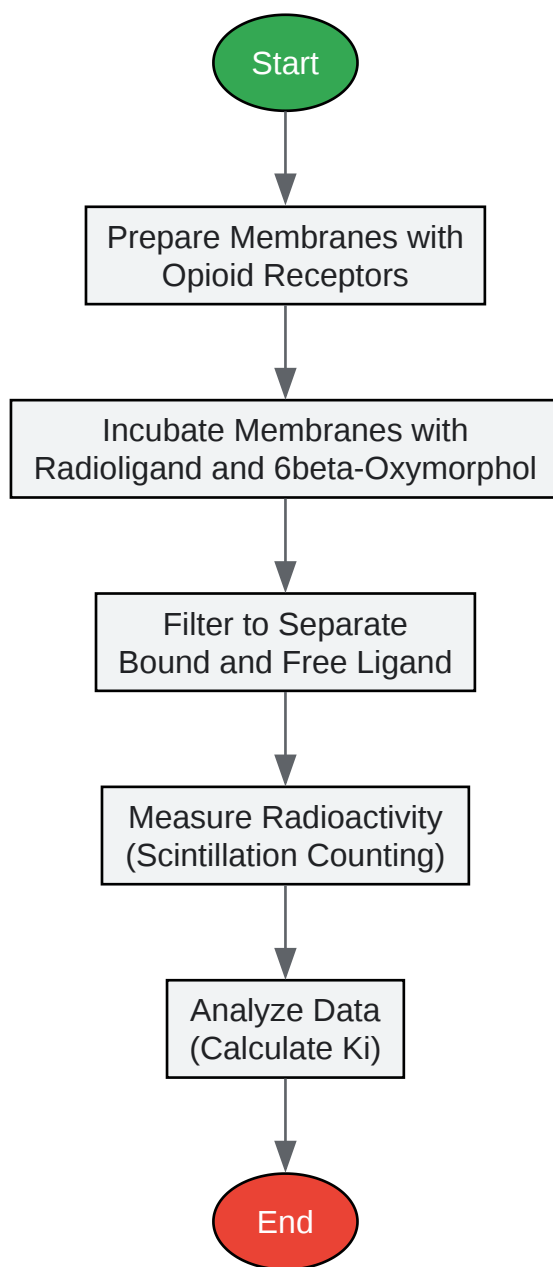 Start
Prepare Membranes with
Opioid Receptors
Incubate Membranes with
Radioligand and 6beta-Oxymorphol
Filter to Separate
Bound and Free Ligand
Measure Radioactivity
(Scintillation Counting)
Analyze Data
(Calculate Ki)
End